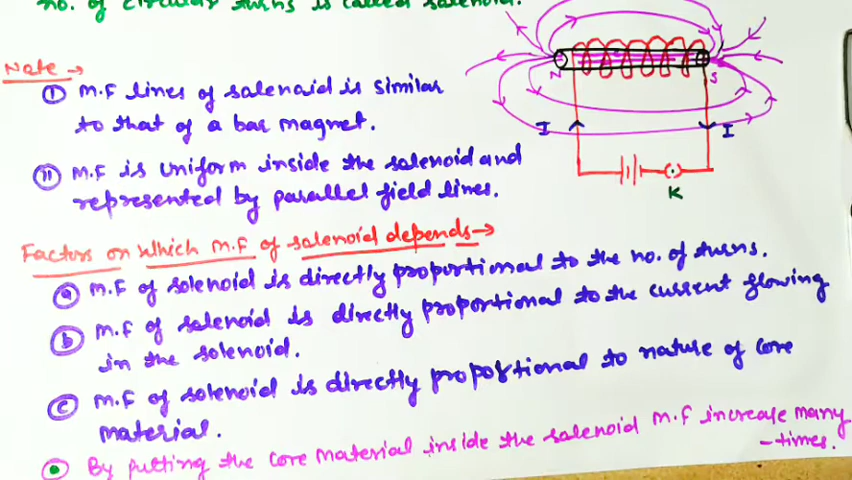 no. of circular turns is called solenoid.
Note →
(i) M.F lines of solenoid is similar
to that of a bar magnet.
(ii) M.F is uniform inside the solenoid and
represented by parallel field lines.
N
S
I
I
K
Factors on which M.F of solenoid depends →
(a) M.F of solenoid is directly proportional to the no. of turns.
(b) M.F of solenoid is directly proportional to the current flowing
in the solenoid.
(c) M.F of solenoid is directly proportional to nature of core
material.
By putting the core material inside the solenoid M.F increase many
-times.